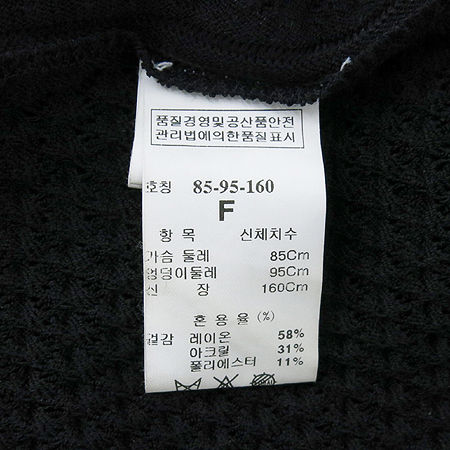 품질경영및공산품안전
관리법에의한품질표시
호칭 85-95-160
F
항 목 신체치수
가슴 둘레 85Cm
엉덩이둘레 95Cm
신 장 160Cm
혼 용 율 (%)
겉감 레이온 58%
아크릴 31%
폴리에스터 11%